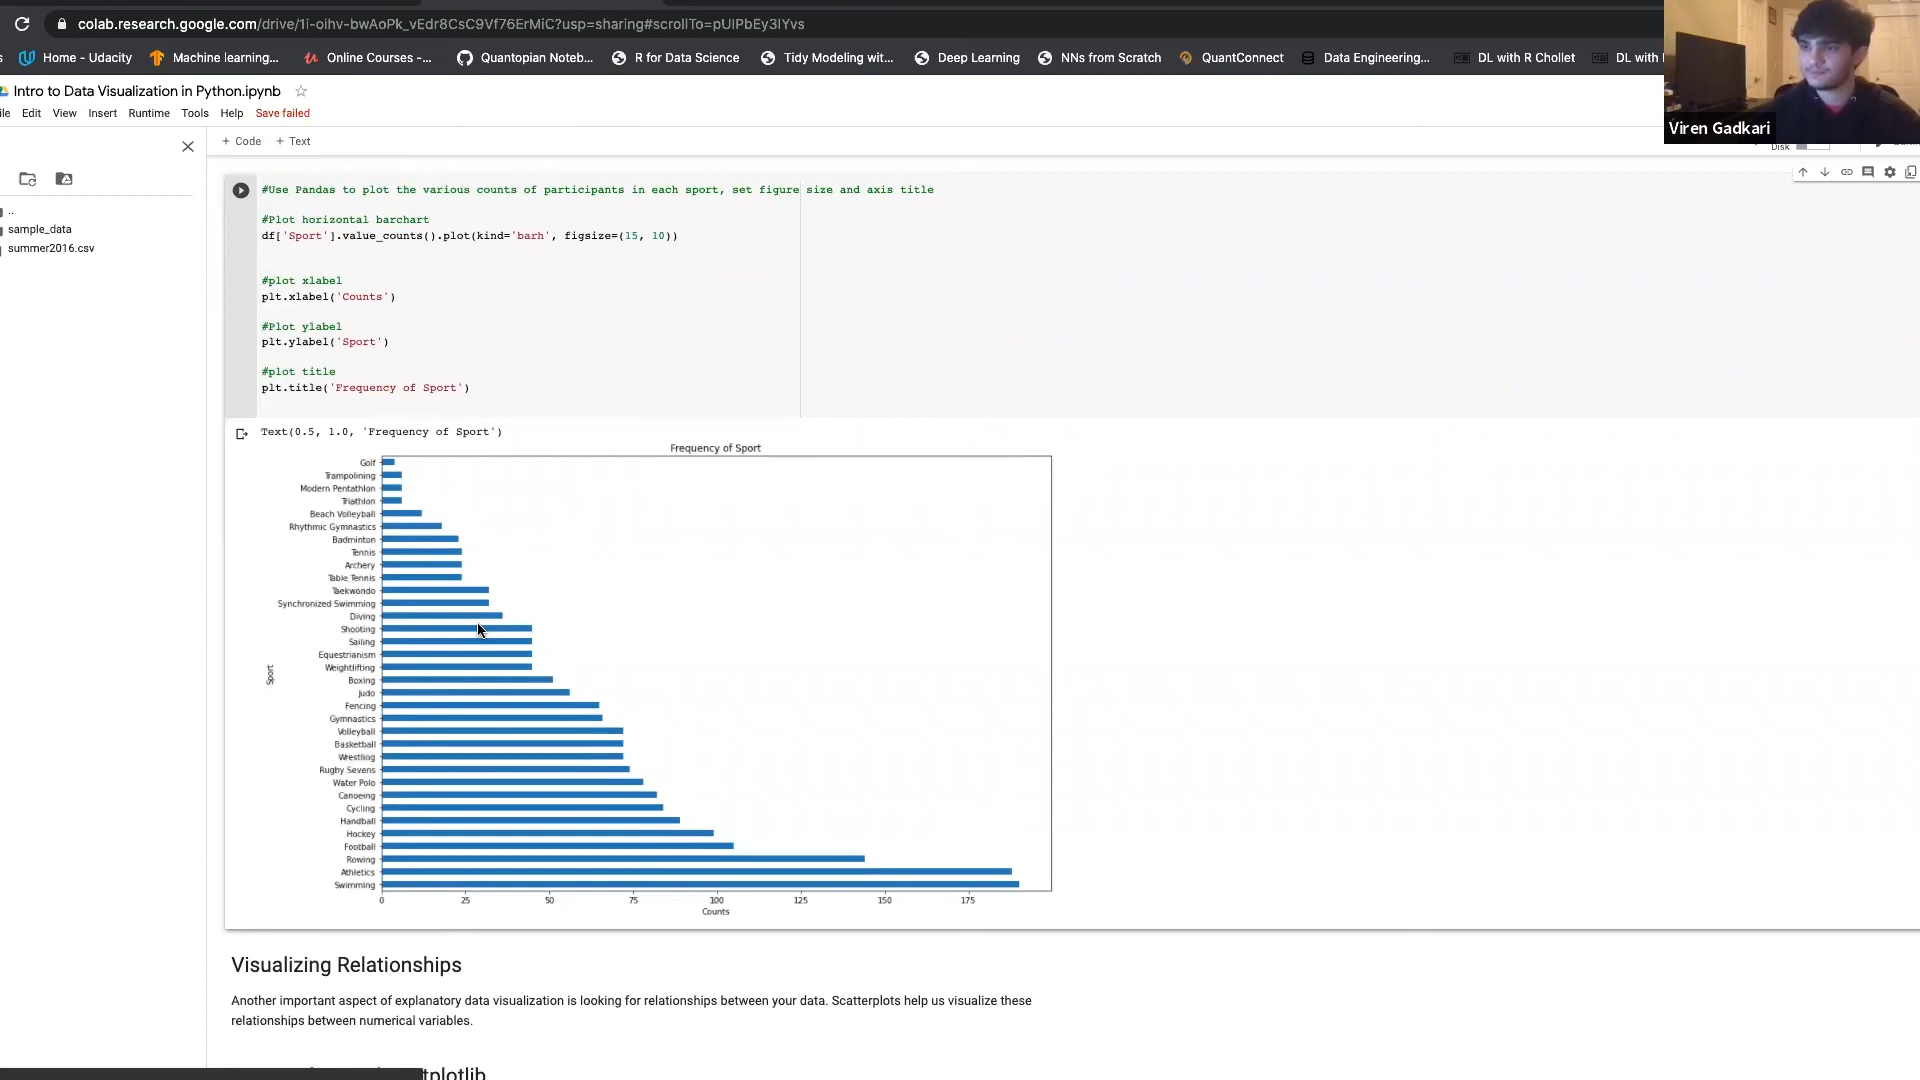 colab.research.google.com/drive/1i-oihv-bwAoPk_vEdr8CsC9Vf76ErMiC?usp=sharing#scrollTo=pUlPbEy3lYvs
Home - Udacity Machine learning... Online Courses -... Quantopian Noteb... R for Data Science Tidy Modeling wit... Deep Learning NNs from Scratch QuantConnect Data Engineering... DL with R Chollet DL with
Intro to Data Visualization in Python.ipynb
Edit View Insert Runtime Tools Help Save failed
Viren Gadkari
+ Code + Text
Disk
..
sample_data
summer2016.csv
#Use Pandas to plot the various counts of participants in each sport, set figure size and axis title
#Plot horizontal barchart
df['Sport'].value_counts().plot(kind='barh', figsize=(15, 10))
#plot xlabel
plt.xlabel('Counts')
#Plot ylabel
plt.ylabel('Sport')
#plot title
plt.title('Frequency of Sport')
Text(0.5, 1.0, 'Frequency of Sport')
Frequency of Sport
Golf
Trampolining
Modern Pentathlon
Triathlon
Beach Volleyball
Rhythmic Gymnastics
Badminton
Tennis
Archery
Table Tennis
Taekwondo
Synchronized Swimming
Diving
Shooting
Sailing
Equestrianism
Weightlifting
Boxing
Judo
Fencing
Gymnastics
Volleyball
Basketball
Wrestling
Rugby Sevens
Water Polo
Canoeing
Cycling
Handball
Hockey
Football
Rowing
Athletics
Swimming
Sport
0 25 50 75 100 125 150 175
Counts
Visualizing Relationships
Another important aspect of explanatory data visualization is looking for relationships between your data. Scatterplots help us visualize these
relationships between numerical variables.